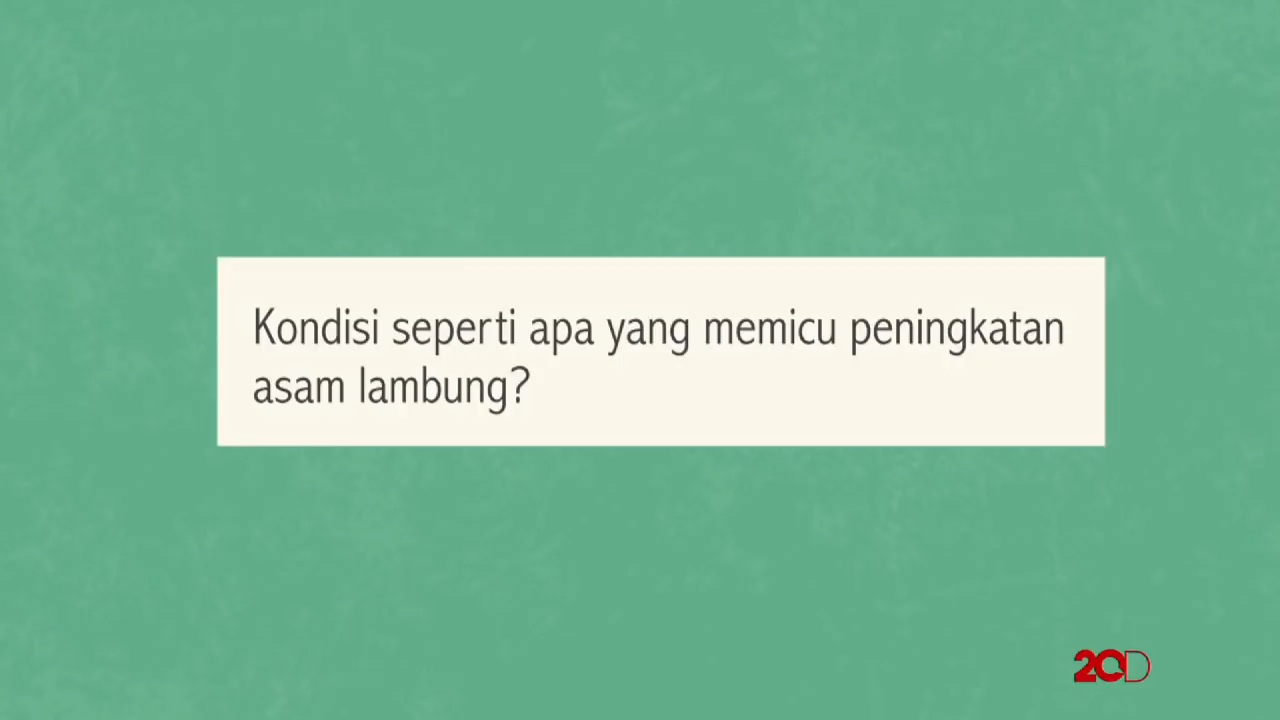 Kondisi seperti apa yang memicu peningkatan
asam lambung?
20D